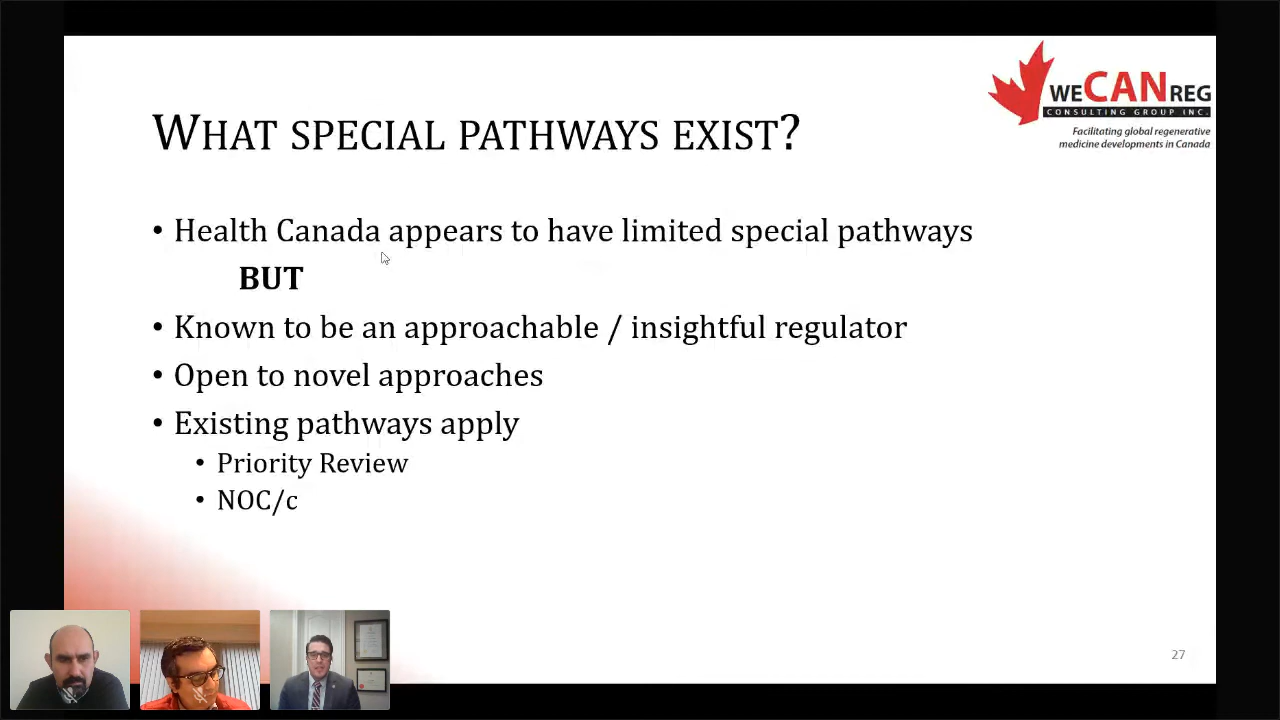 weCANREG
CONSULTING GROUP INC.
Facilitating global regenerative
medicine developments in Canada
WHAT SPECIAL PATHWAYS EXIST?
• Health Canada appears to have limited special pathways
BUT
• Known to be an approachable / insightful regulator
• Open to novel approaches
• Existing pathways apply
• Priority Review
• NOC/c
27